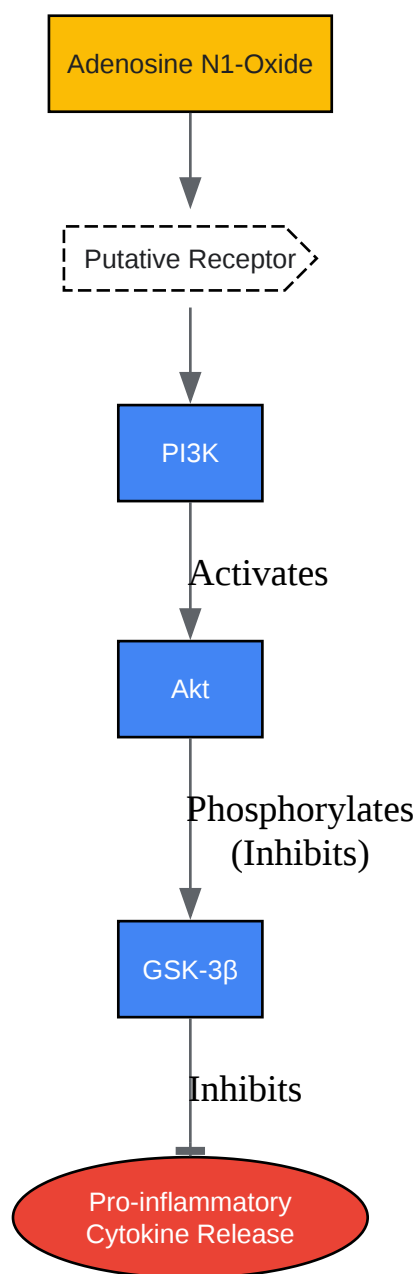 Adenosine N1-Oxide
Putative Receptor
PI3K
Activates
Akt
Phosphorylates
(Inhibits)
GSK-3β
Inhibits
Pro-inflammatory
Cytokine Release